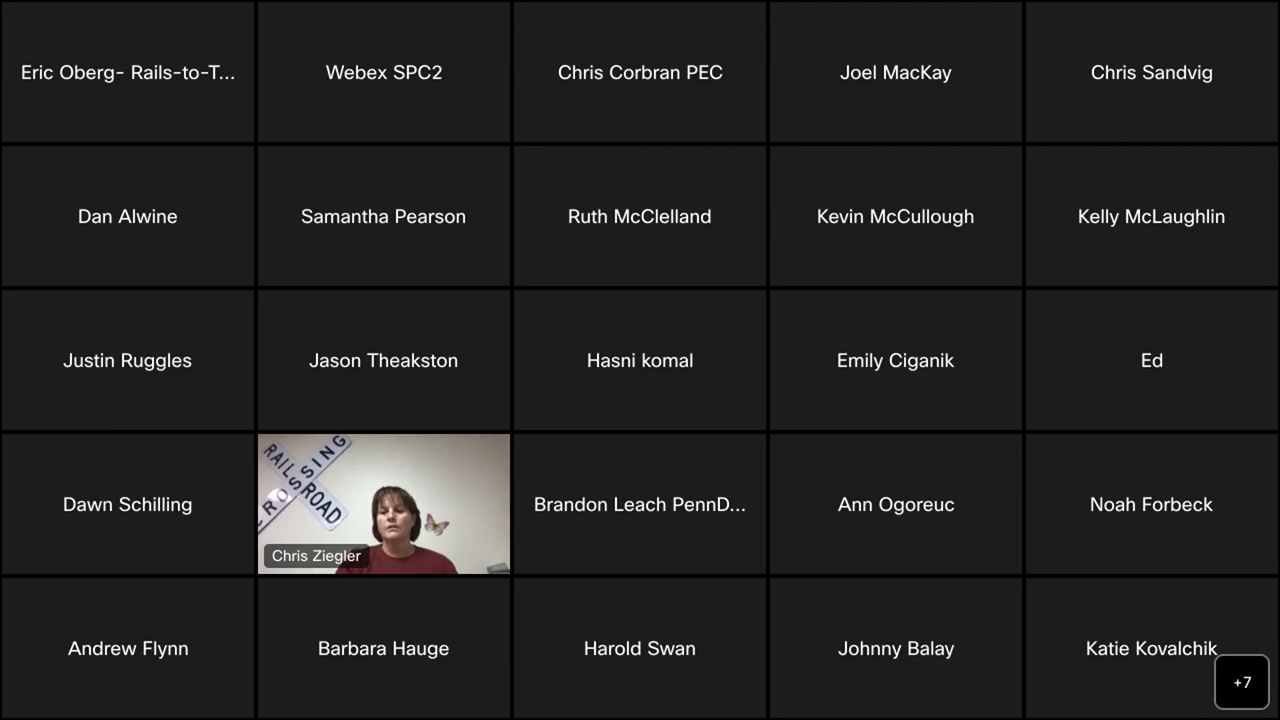 Eric Oberg- Rails-to-T...
Webex SPC2
Chris Corbran PEC
Joel MacKay
Chris Sandvig
Dan Alwine
Samantha Pearson
Ruth McClelland
Kevin McCullough
Kelly McLaughlin
Justin Ruggles
Jason Theakston
Hasni komal
Emily Ciganik
Ed
Dawn Schilling
RAILROAD
CROSSING
Chris Ziegler
Brandon Leach PennD...
Ann Ogoreuc
Noah Forbeck
Andrew Flynn
Barbara Hauge
Harold Swan
Johnny Balay
Katie Kovalchik
+7